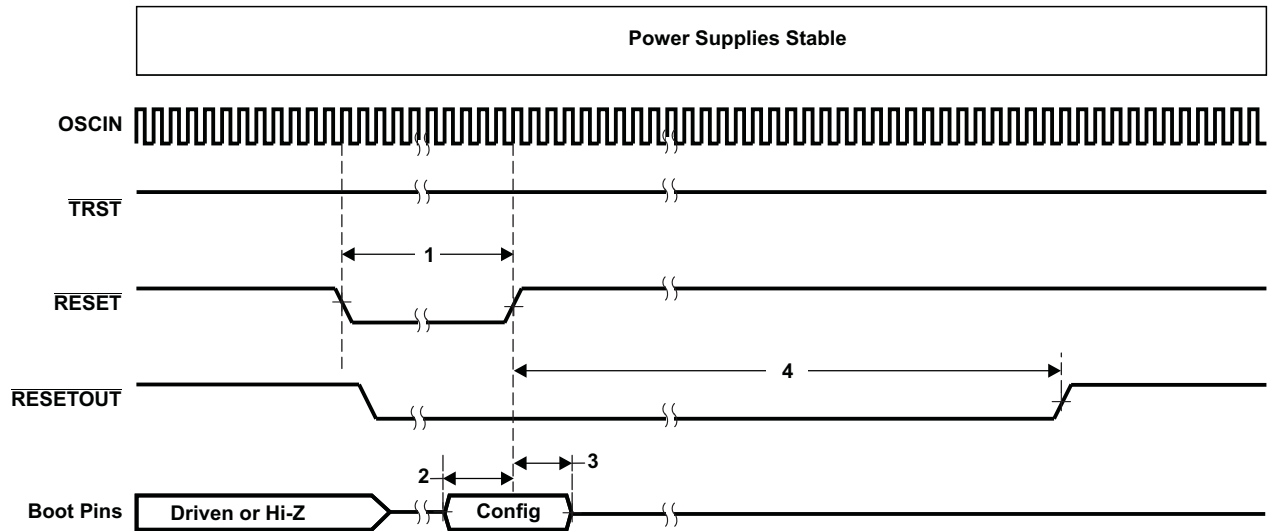 Power Supplies Stable
OSCIN
TRST
1
RESET
4
RESETOUT
2
3
Boot Pins
Driven or Hi-Z
Config